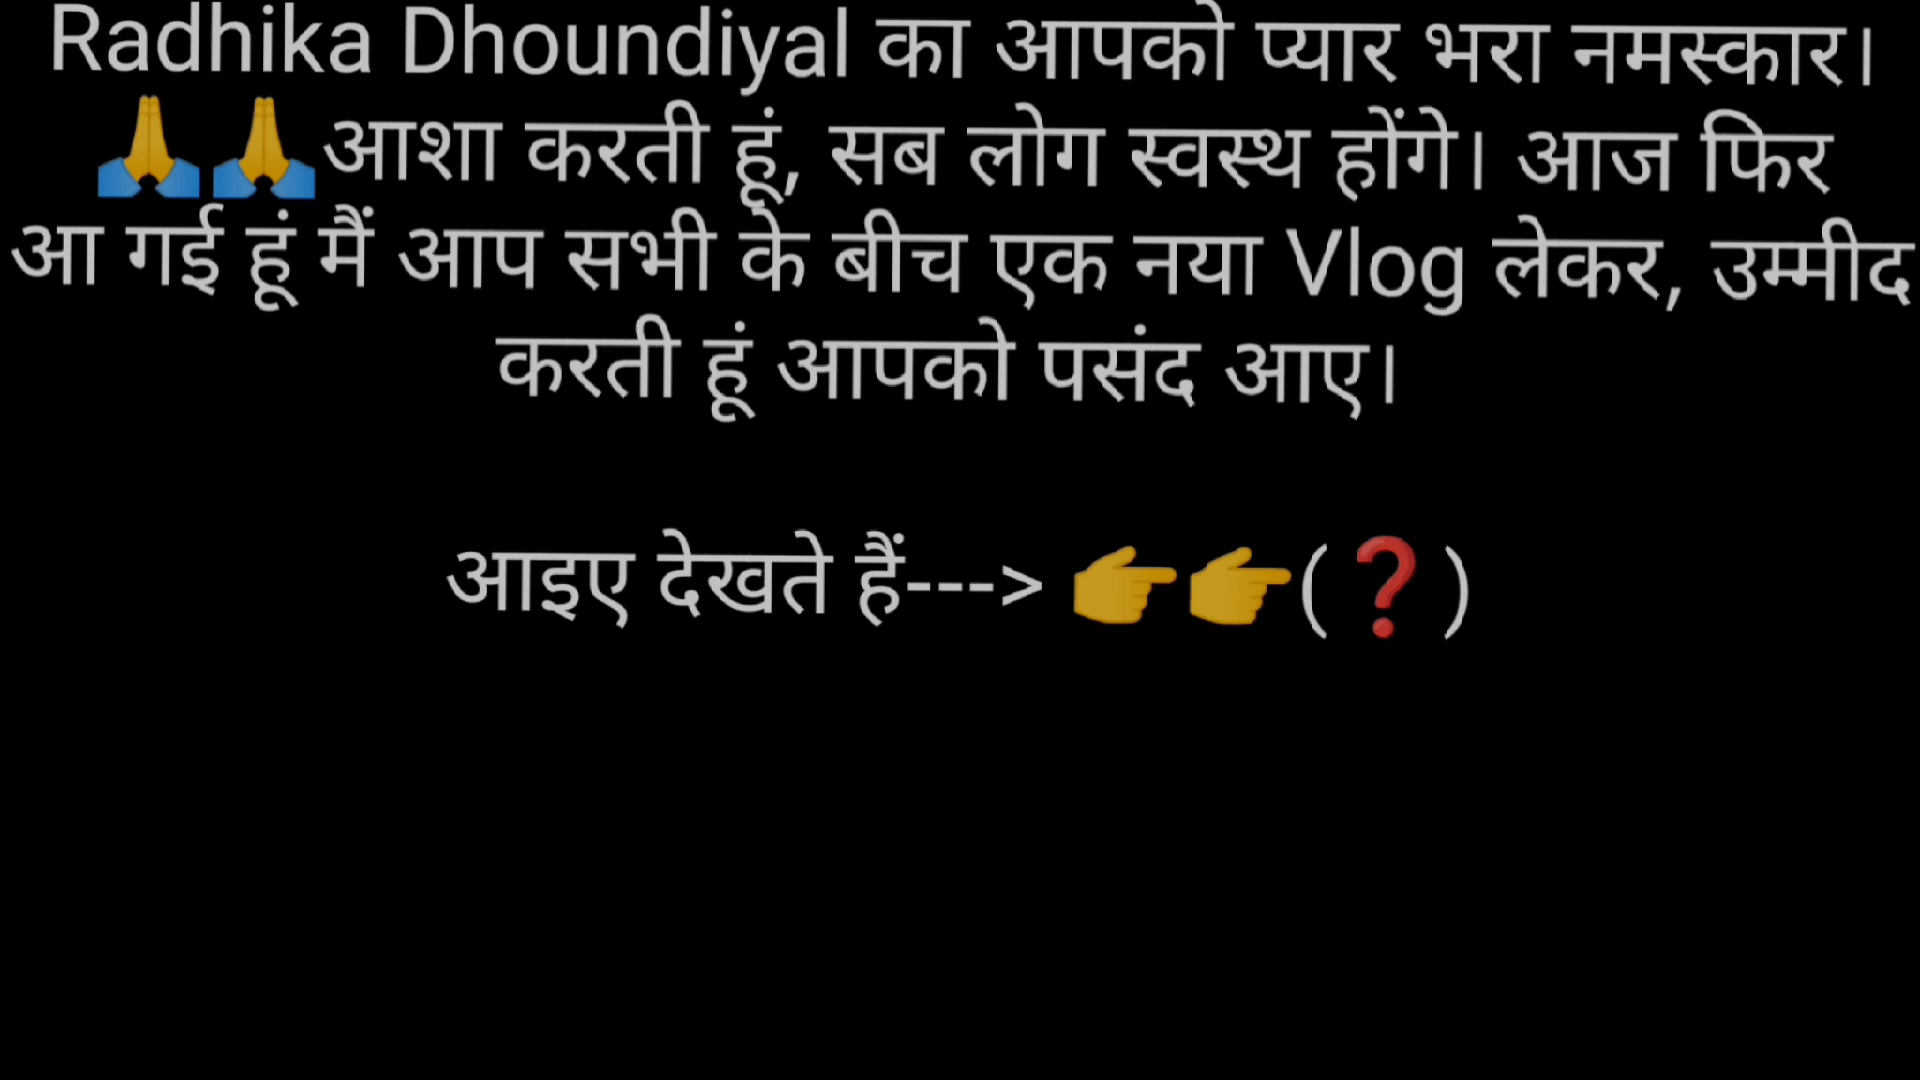 Radhika Dhoundiyal का आपको प्यार भरा नमस्कार।
🙏🙏आशा करती हूं, सब लोग स्वस्थ होंगे। आज फिर
आ गई हूं मैं आप सभी के बीच एक नया Vlog लेकर, उम्मीद
करती हूं आपको पसंद आए।
आइए देखते हैं---> 👉👉(❓)